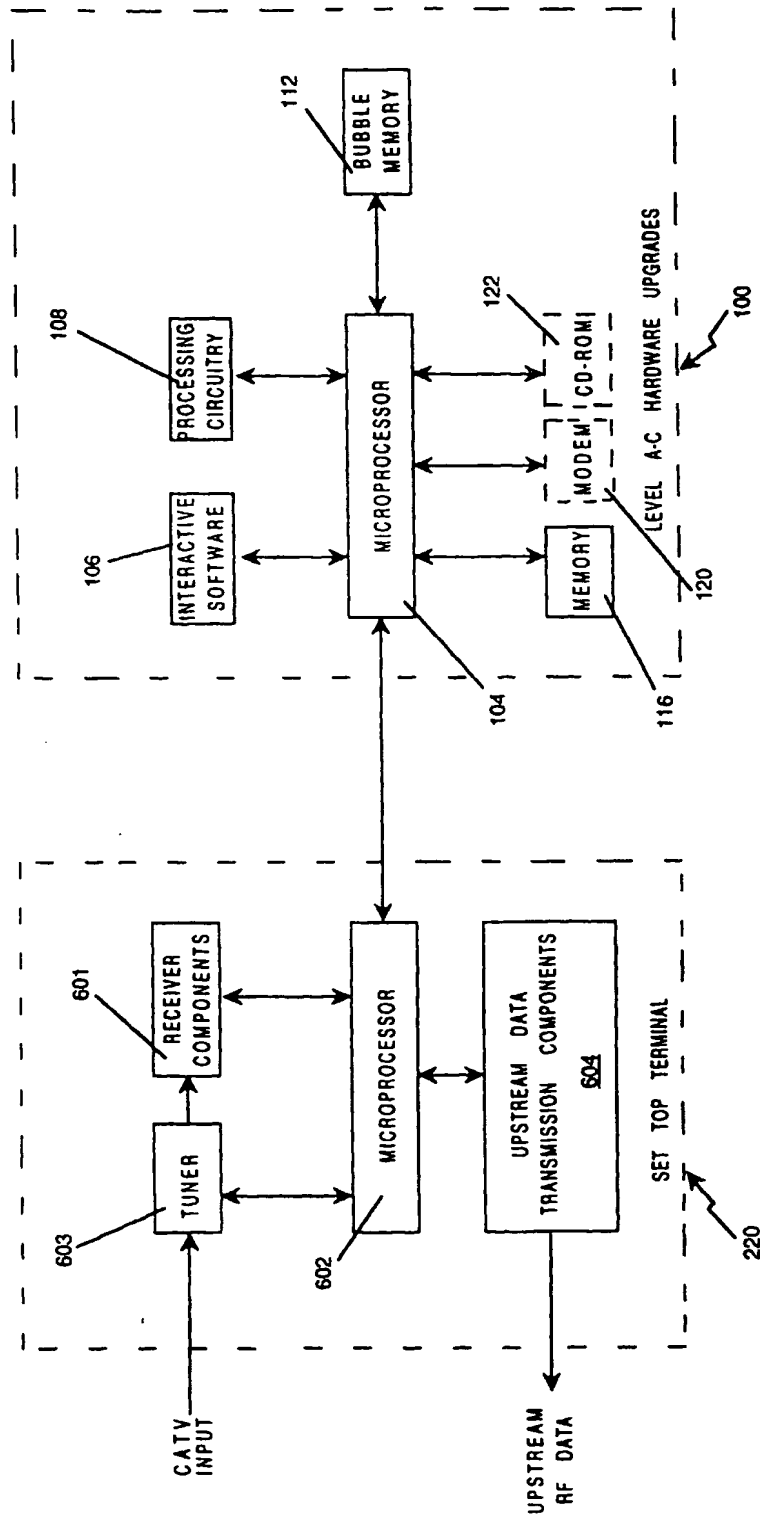 CATV
INPUT
603
TUNER
601
RECEIVER
COMPONENTS
MICROPROCESSOR
602
UPSTREAM DATA
TRANSMISSION COMPONENTS
604
UPSTREAM
RF DATA
SET TOP TERMINAL
220
106
INTERACTIVE
SOFTWARE
108
PROCESSING
CIRCUITRY
MICROPROCESSOR
104
112
BUBBLE
MEMORY
MEMORY
116
MODEM
120
CD-ROM
122
LEVEL A-C HARDWARE UPGRADES
100